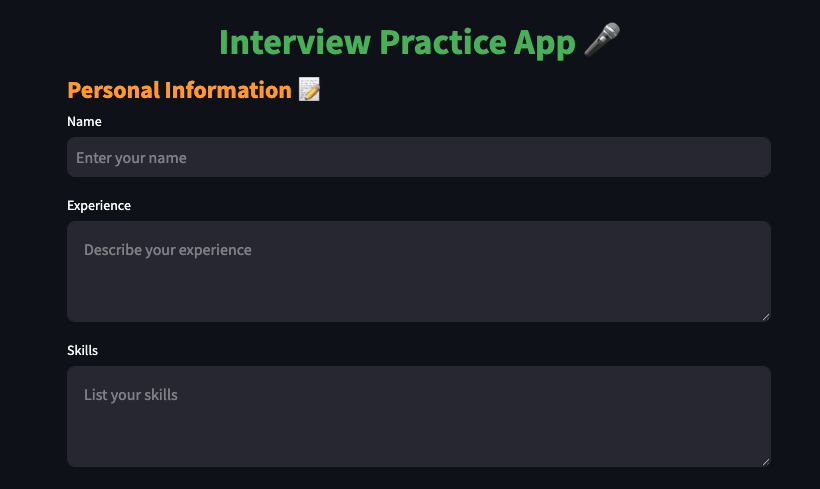 Interview Practice App 🎤
Personal Information 📝
Name
Enter your name
Experience
Describe your experience
Skills
List your skills